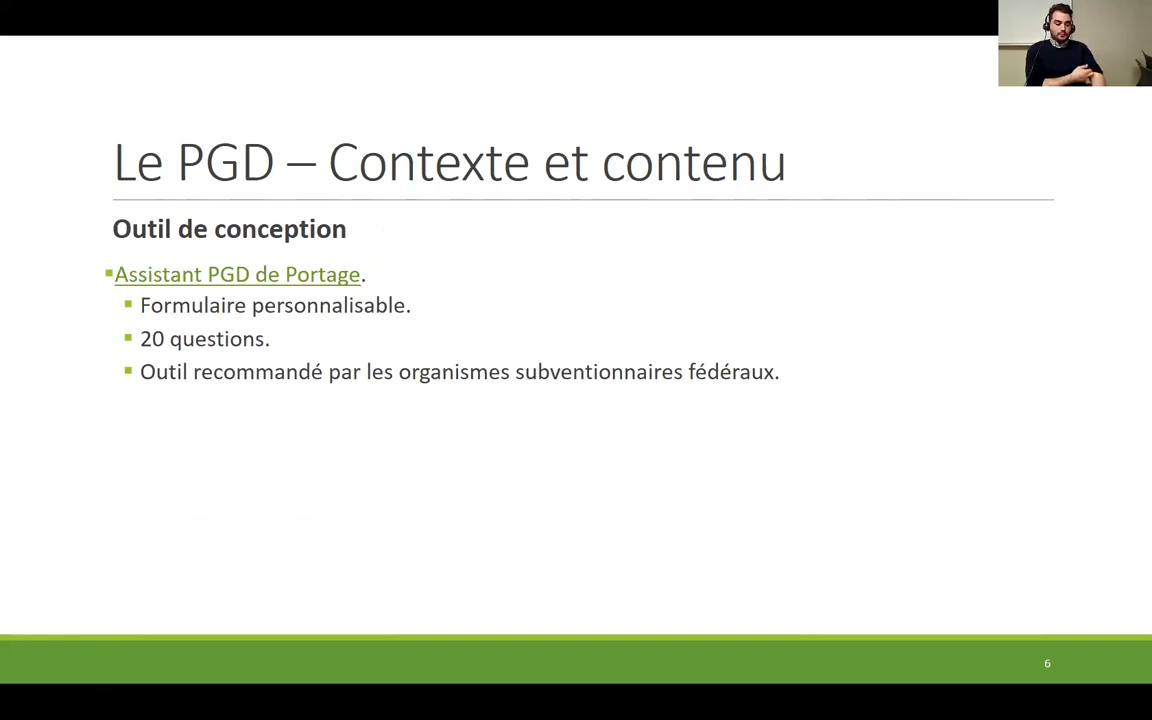 Le PGD – Contexte et contenu
Outil de conception
Assistant PGD de Portage.
Formulaire personnalisable.
20 questions.
Outil recommandé par les organismes subventionnaires fédéraux.
6